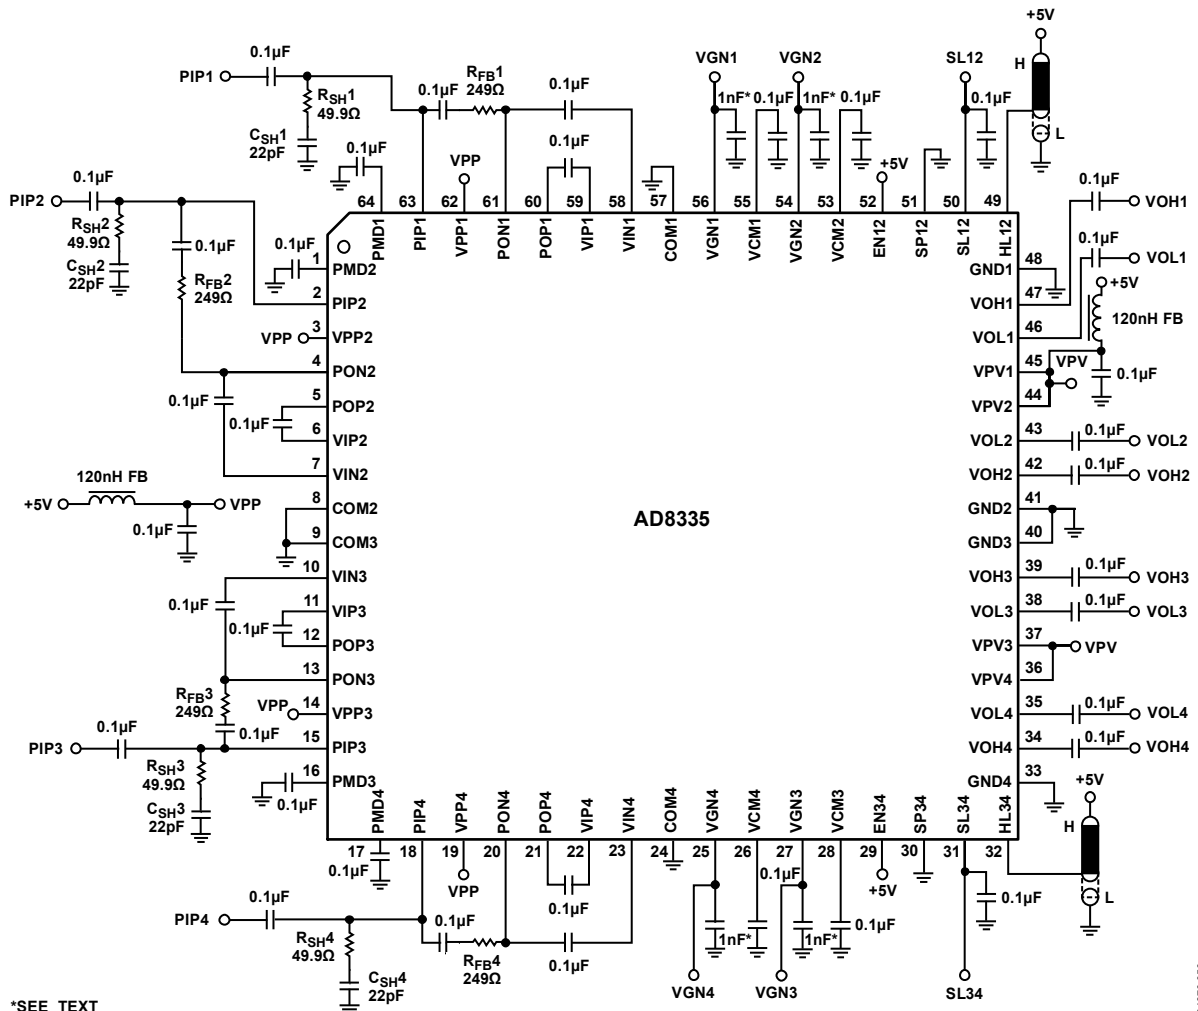 +5V
0.1µF
PIP1
RFB1
249Ω
0.1µF
0.1µF
RSH1
49.9Ω
CSH1
22pF
0.1µF
0.1µF
VPP
VGN1
VGN2
SL12
H
L
1nF*
0.1µF
1nF*
0.1µF
+5V
0.1µF
64 63 62 61 60 59 58 57 56 55 54 53 52 51 50 49
PMD1 PIP1 VPP1 PON1 POP1 VIP1 VIN1 COM1 VGN1 VCM1 VGN2 VCM2 EN12 SP12 SL12 HL12
0.1µF
PIP2
RSH2
49.9Ω
CSH2
22pF
0.1µF
RFB2
249Ω
0.1µF
1 PMD2
2 PIP2
VPP 3 VPP2
4 PON2
0.1µF
5 POP2
0.1µF
6 VIP2
7 VIN2
120nH FB
+5V
VPP
0.1µF
8 COM2
9 COM3
10 VIN3
0.1µF
11 VIP3
0.1µF
12 POP3
13 PON3
RFB3
249Ω
VPP 14 VPP3
0.1µF
PIP3
0.1µF
15 PIP3
RSH3
49.9Ω
CSH3
22pF
16 PMD3
0.1µF
AD8335
0.1µF
VOH1
0.1µF
VOL1
GND1 48
VOH1 47
+5V
120nH FB
VOL1 46
VPV1 45
VPV
0.1µF
VPV2 44
VOL2 43 0.1µF VOL2
VOH2 42 0.1µF VOH2
GND2 41
GND3 40
VOH3 39 0.1µF VOH3
VOL3 38 0.1µF VOL3
VPV3 37 VPV
VPV4 36
VOL4 35 0.1µF VOL4
VOH4 34 0.1µF VOH4
GND4 33
+5V
H
L
PMD4 PIP4 VPP4 PON4 POP4 VIP4 VIN4 COM4 VGN4 VCM4 VGN3 VCM3 EN34 SP34 SL34 HL34
17 18 19 20 21 22 23 24 25 26 27 28 29 30 31 32
0.1µF
VPP
0.1µF
0.1µF
+5V
0.1µF
PIP4
0.1µF
RSH4
49.9Ω
CSH4
22pF
0.1µF
RFB4
249Ω
0.1µF
1nF*
1nF*
0.1µF
VGN4
VGN3
SL34
*SEE TEXT